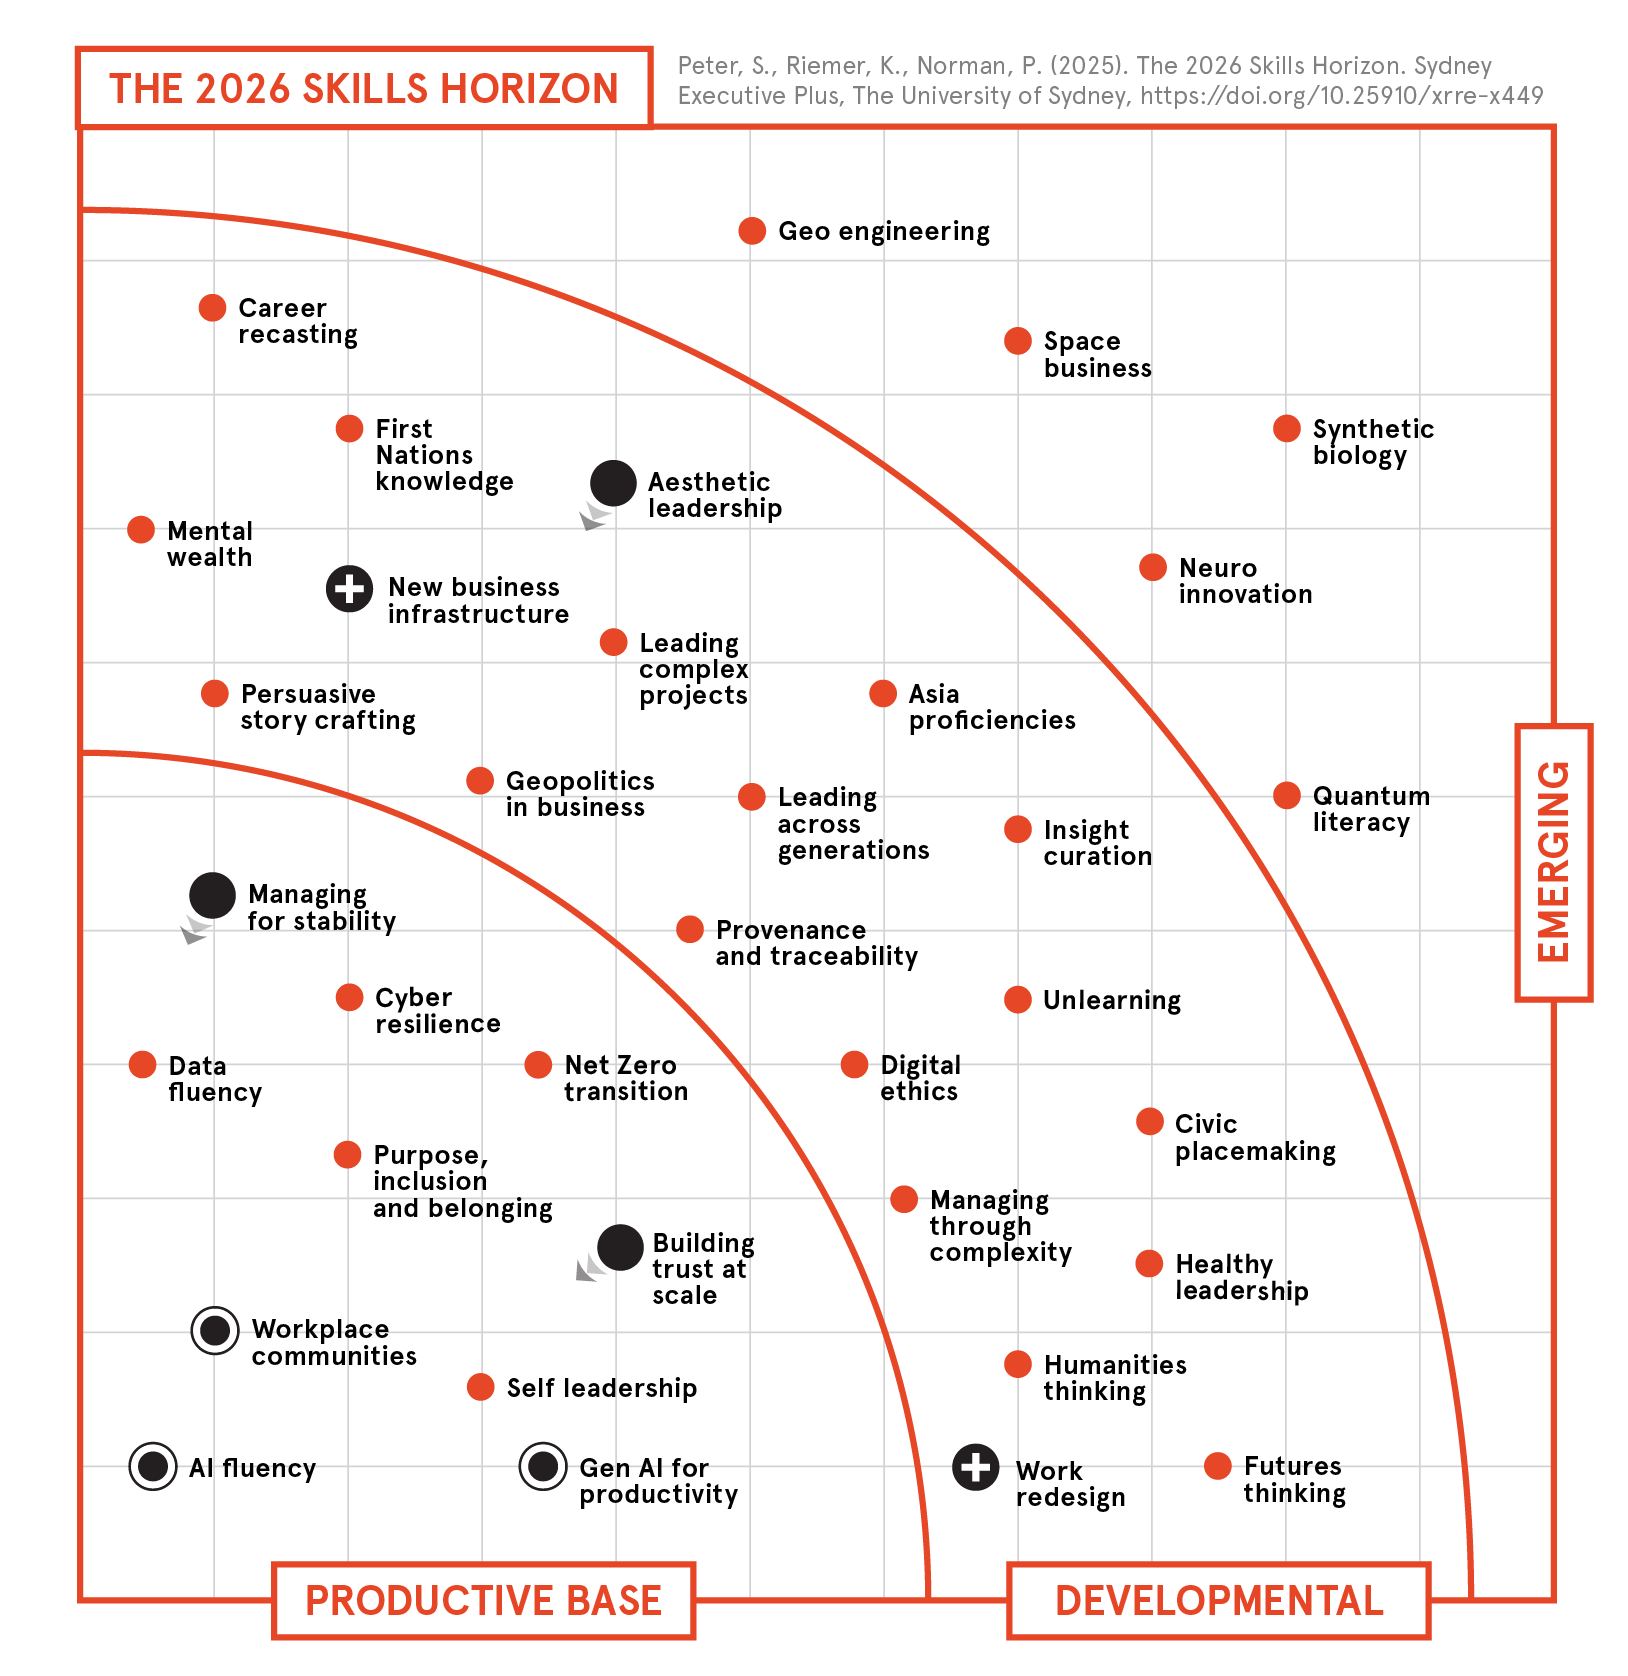 THE 2026 SKILLS HORIZON
Peter, S., Riemer, K., Norman, P. (2025). The 2026 Skills Horizon. Sydney
Executive Plus, The University of Sydney, https://doi.org/10.25910/xrre-x449
Geo engineering
Career
recasting
Space
business
First
Nations
knowledge
Synthetic
biology
Aesthetic
leadership
Mental
wealth
Neuro
innovation
New business
infrastructure
Leading
complex
projects
Persuasive
story crafting
Asia
proficiencies
Geopolitics
in business
Leading
across
generations
Quantum
literacy
Insight
curation
EMERGING
Managing
for stability
Provenance
and traceability
Cyber
resilience
Unlearning
Data
fluency
Net Zero
transition
Digital
ethics
Civic
placemaking
Purpose,
inclusion
and belonging
Managing
through
complexity
Building
trust at
scale
Healthy
leadership
Workplace
communities
Humanities
thinking
Self leadership
AI fluency
Gen AI for
productivity
Work
redesign
Futures
thinking
PRODUCTIVE BASE
DEVELOPMENTAL